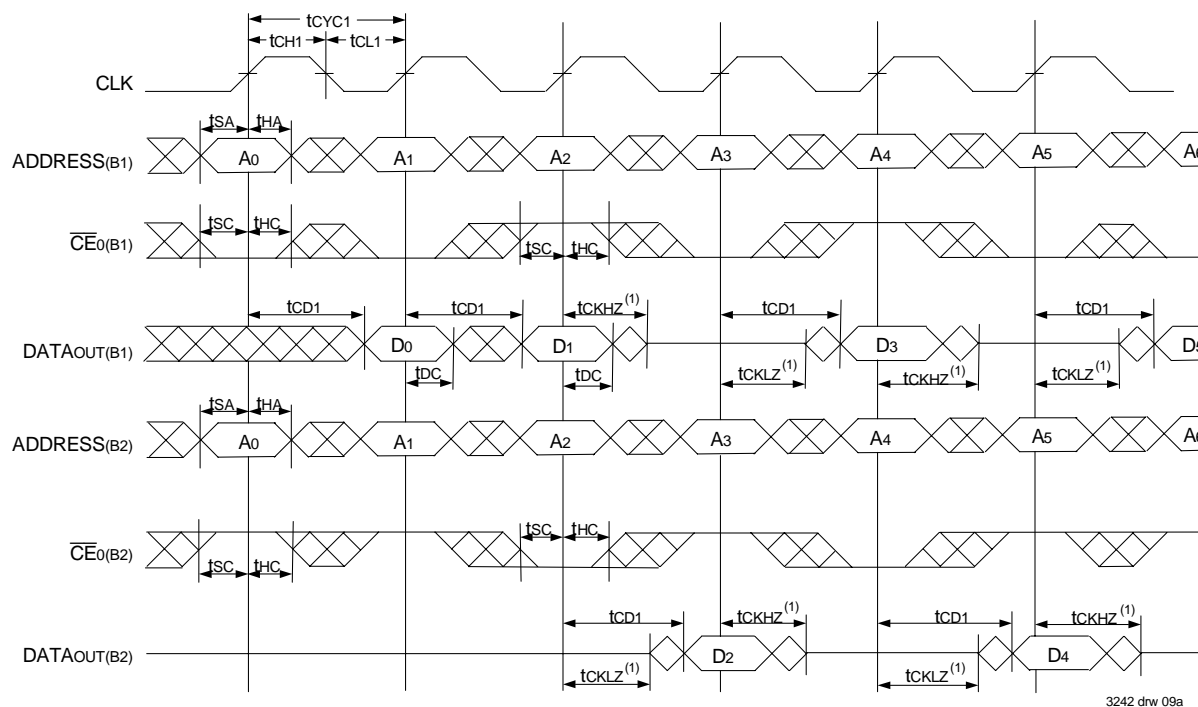 tCYC1
tCH1 tCL1
CLK
tSA tHA
ADDRESS(B1) A0 A1 A2 A3 A4 A5 A6
tSC tHC
CE0(B1)
tSC tHC
tCD1 tCD1 tCKHZ(1) tCD1 tCD1
DATAOUT(B1) D0 D1 D3 D5
tDC tDC tCKLZ(1) tCKHZ(1) tCKLZ(1)
tSA tHA
ADDRESS(B2) A0 A1 A2 A3 A4 A5 A6
tSC tHC
CE0(B2)
tSC tHC
tCD1 tCKHZ(1) tCD1 tCKHZ(1)
DATAOUT(B2) D2 D4
tCKLZ(1) tCKLZ(1)
3242 drw 09a